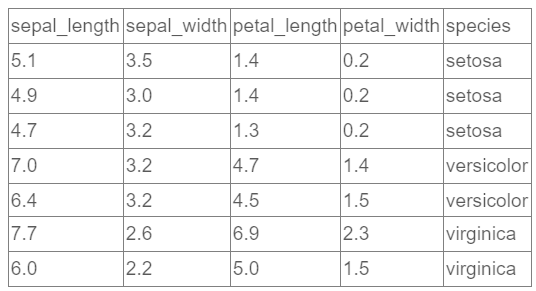 sepal_length sepal_width petal_length petal_width species
5.1 3.5 1.4 0.2 setosa
4.9 3.0 1.4 0.2 setosa
4.7 3.2 1.3 0.2 setosa
7.0 3.2 4.7 1.4 versicolor
6.4 3.2 4.5 1.5 versicolor
7.7 2.6 6.9 2.3 virginica
6.0 2.2 5.0 1.5 virginica